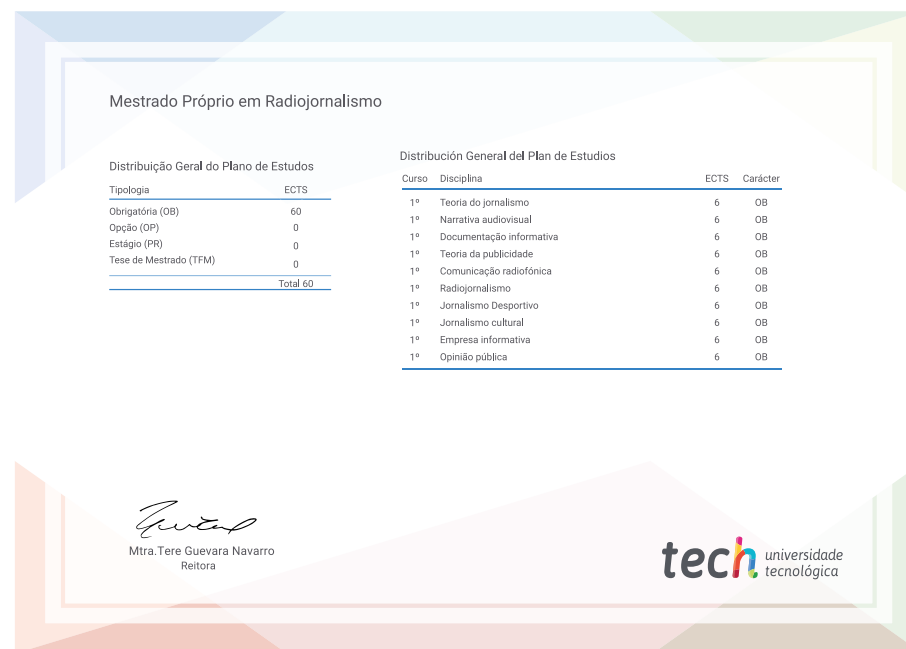 Mestrado Próprio em Radiojornalismo
Distribuição Geral do Plano de Estudos
Tipologia ECTS
Obrigatória (OB) 60
Opção (OP) 0
Estágio (PR) 0
Tese de Mestrado (TFM) 0
Total 60
Distribución General del Plan de Estudios
Curso Disciplina ECTS Carácter
1º Teoria do jornalismo 6 OB
1º Narrativa audiovisual 6 OB
1º Documentação informativa 6 OB
1º Teoria da publicidade 6 OB
1º Comunicação radiofónica 6 OB
1º Radiojornalismo 6 OB
1º Jornalismo Desportivo 6 OB
1º Jornalismo cultural 6 OB
1º Empresa informativa 6 OB
1º Opinião pública 6 OB
Mtra.Tere Guevara Navarro
Reitora
tech universidade
tecnológica